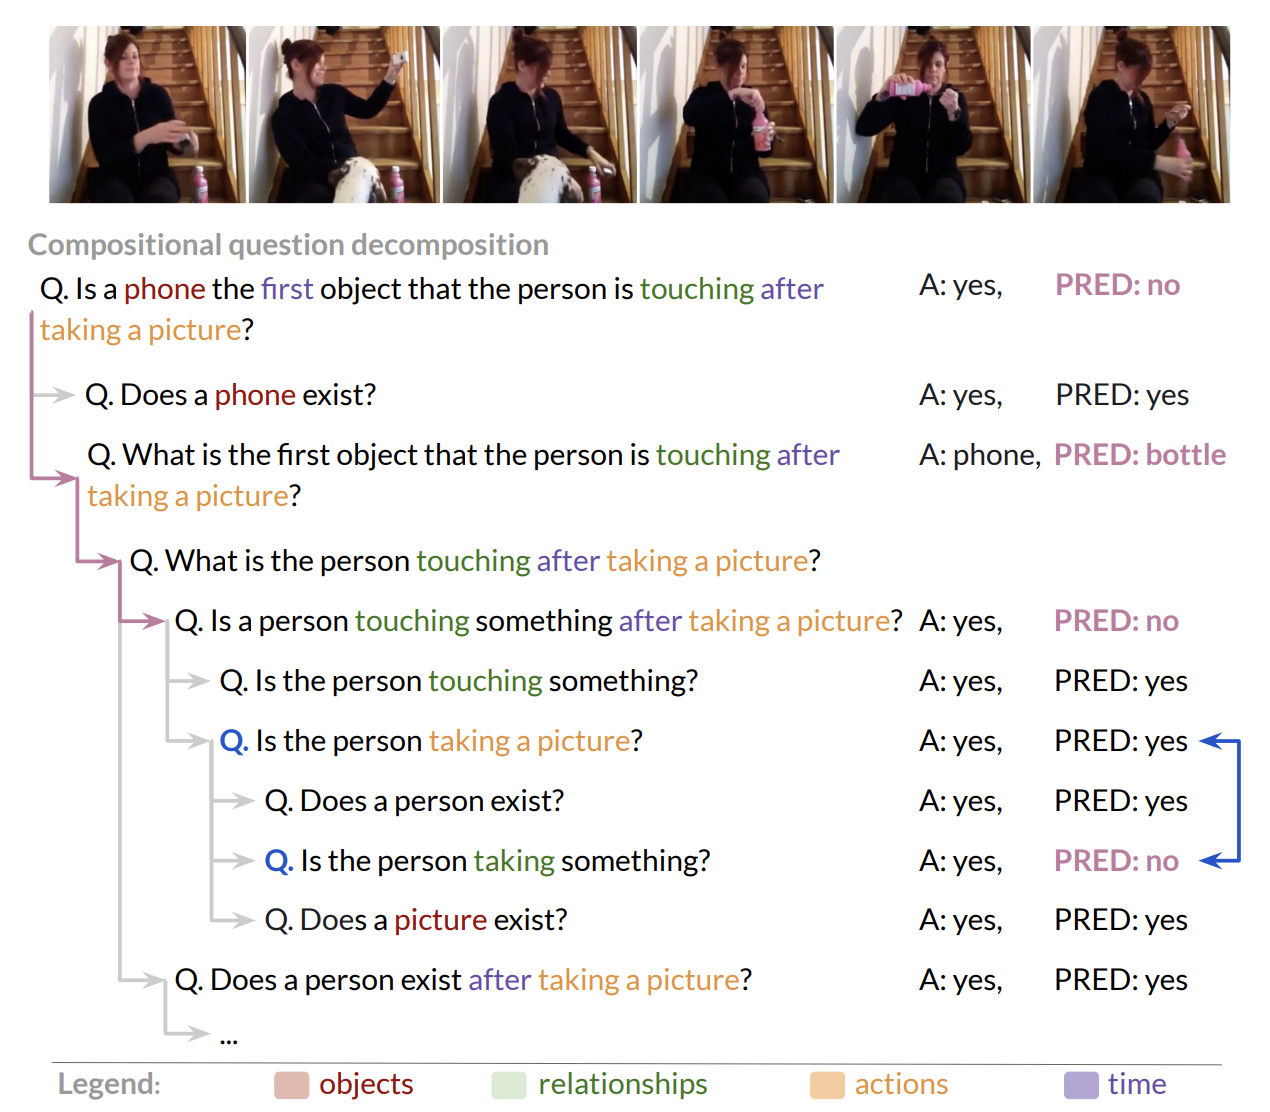 Compositional question decomposition
Q. Is a phone the first object that the person is touching after A: yes, PRED: no
taking a picture?
Q. Does a phone exist? A: yes, PRED: yes
Q. What is the first object that the person is touching after A: phone, PRED: bottle
taking a picture?
Q. What is the person touching after taking a picture?
Q. Is a person touching something after taking a picture? A: yes, PRED: no
Q. Is the person touching something? A: yes, PRED: yes
Q. Is the person taking a picture? A: yes, PRED: yes
Q. Does a person exist? A: yes, PRED: yes
Q. Is the person taking something? A: yes, PRED: no
Q. Does a picture exist? A: yes, PRED: yes
Q. Does a person exist after taking a picture? A: yes, PRED: yes
...
Legend: objects relationships actions time